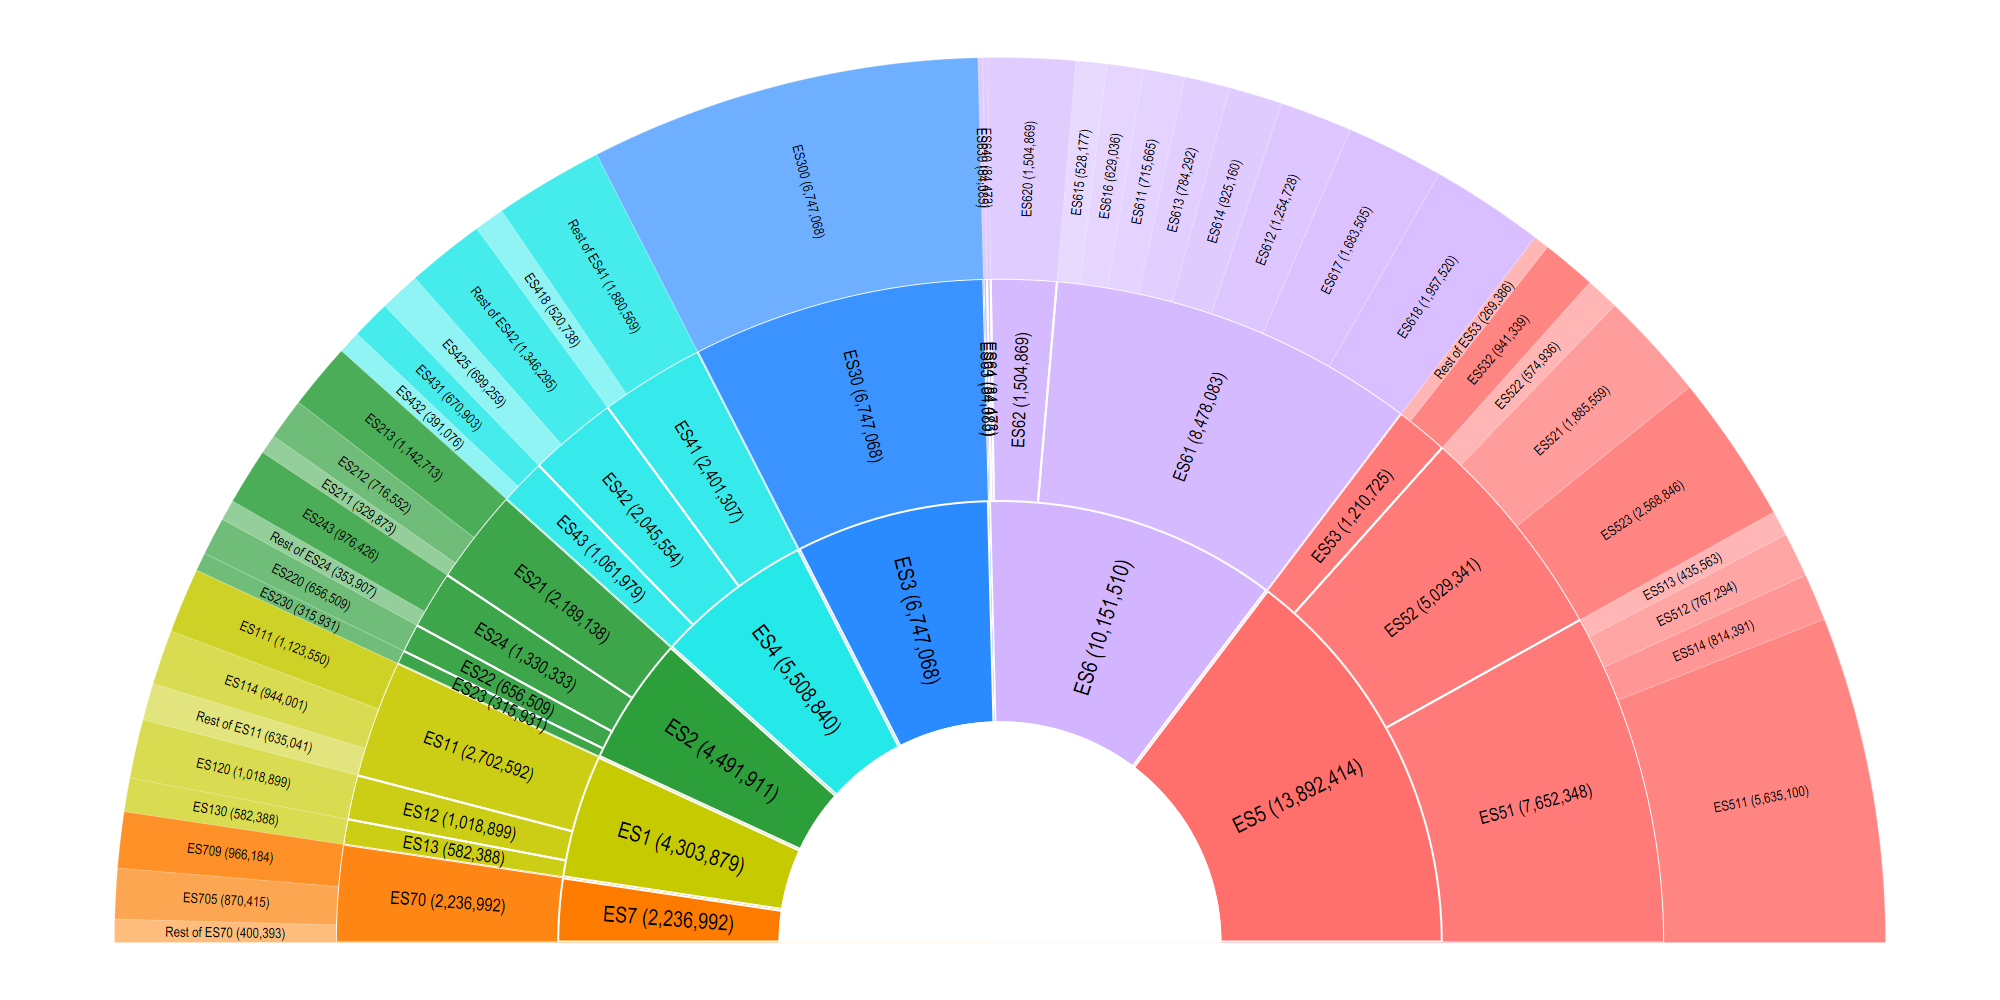 ES7 (2,236,992)
ES70 (2,236,992)
Rest of ES70 (400,393)
ES705 (870,415)
ES709 (966,184)
ES1 (4,303,879)
ES13 (582,388)
ES130 (582,388)
ES12 (1,018,899)
ES120 (1,018,899)
ES11 (2,702,592)
Rest of ES11 (635,041)
ES114 (944,001)
ES111 (1,123,550)
ES2 (4,491,911)
ES23 (315,931)
ES230 (315,931)
ES22 (656,509)
ES220 (656,509)
ES24 (1,330,333)
Rest of ES24 (353,907)
ES243 (976,426)
ES21 (2,189,138)
ES211 (329,873)
ES212 (716,552)
ES213 (1,142,713)
ES4 (5,508,840)
ES43 (1,061,979)
ES432 (391,076)
ES431 (670,903)
ES42 (2,045,554)
ES425 (699,259)
Rest of ES42 (1,346,295)
ES41 (2,401,307)
ES418 (520,738)
Rest of ES41 (1,880,569)
ES3 (6,747,068)
ES30 (6,747,068)
ES300 (6,747,068)
ES6 (10,151,510)
ES640 (84,473)
ES62 (1,504,869)
ES620 (1,504,869)
ES61 (8,478,083)
ES615 (528,177)
ES616 (629,036)
ES611 (715,665)
ES613 (784,292)
ES614 (925,160)
ES612 (1,254,728)
ES617 (1,683,505)
ES618 (1,957,520)
ES5 (13,892,414)
ES53 (1,210,725)
Rest of ES53 (269,386)
ES532 (941,339)
ES52 (5,029,341)
ES522 (574,936)
ES521 (1,885,559)
ES523 (2,568,846)
ES51 (7,652,348)
ES513 (435,563)
ES512 (767,294)
ES514 (814,391)
ES511 (5,635,100)